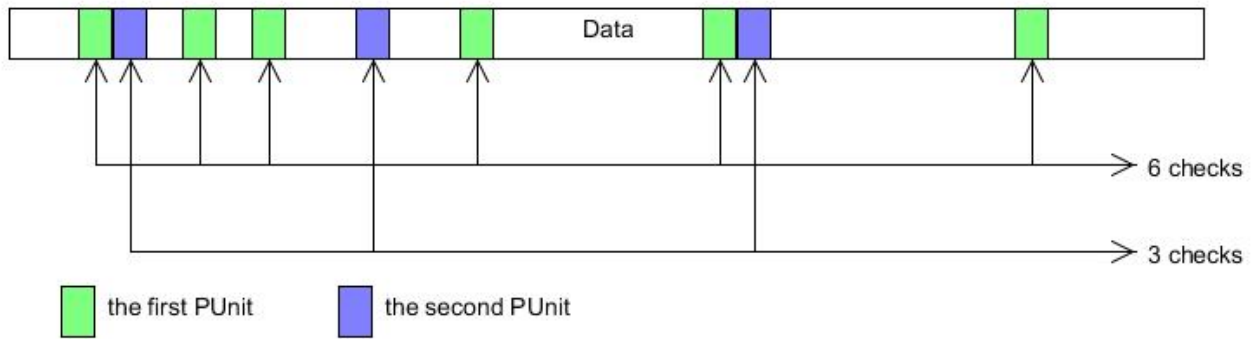 Data
6 checks
3 checks
the first PUnit
the second PUnit